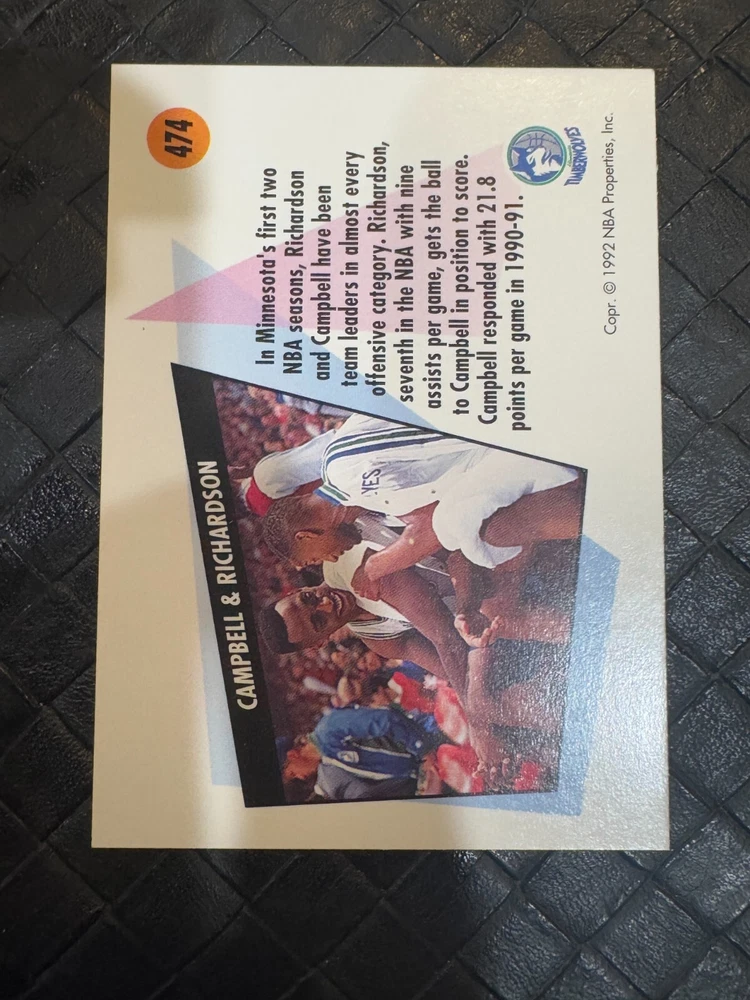 474
CAMPBELL & RICHARDSON
YES
In Minnesota's first two
NBA seasons, Richardson
and Campbell have been
team leaders in almost every
offensive category. Richardson,
seventh in the NBA with nine
assists per game, gets the ball
to Campbell in position to score.
Campbell responded with 21.8
points per game in 1990-91.
TIMBERWOLVES
Copr. © 1992 NBA Properties, Inc.